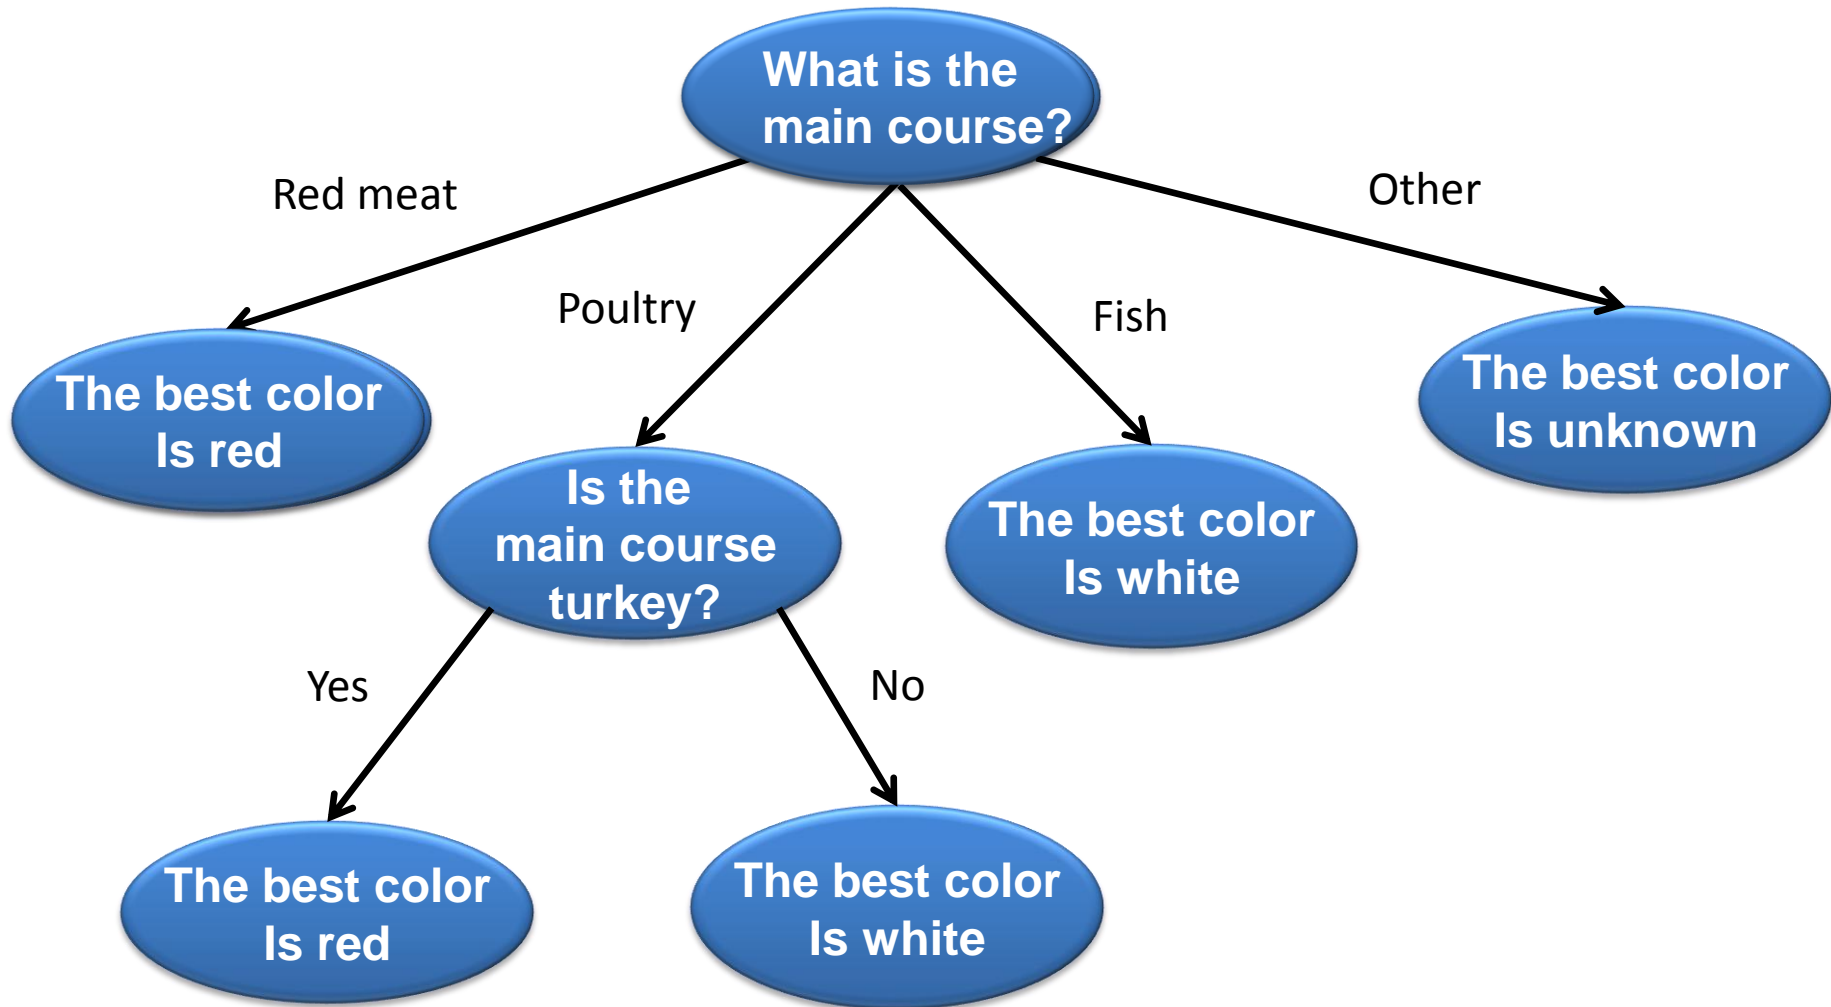 What is the
main course?
Red meat
Other
Poultry
Fish
The best color
Is red
The best color
Is unknown
Is the
main course
turkey?
The best color
Is white
Yes
No
The best color
Is red
The best color
Is white